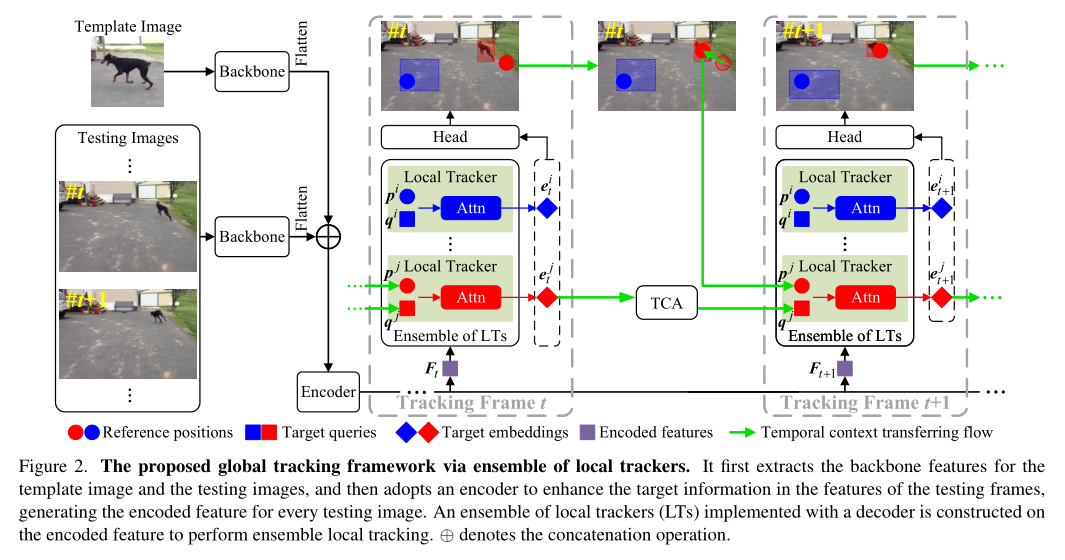 Template Image
Backbone
Flatten
Testing Images
...
#t
#t+1
...
Backbone
Flatten
⊕
Encoder
#t
Head
Local Tracker
p^i
q^i
Attn
e_t^i
...
Local Tracker
p^j
q^j
Attn
e_t^j
Ensemble of LTs
F_t
...
Tracking Frame t
#t
TCA
#t+1
...
Head
Local Tracker
p^i
q^i
Attn
e_{t+1}^i
...
Local Tracker
p^j
q^j
Attn
e_{t+1}^j
...
Ensemble of LTs
F_{t+1}
...
Tracking Frame t+1
Reference positions Target queries Target embeddings Encoded features Temporal context transferring flow
Figure 2. The proposed global tracking framework via ensemble of local trackers. It first extracts the backbone features for the
template image and the testing images, and then adopts an encoder to enhance the target information in the features of the testing frames,
generating the encoded feature for every testing image. An ensemble of local trackers (LTs) implemented with a decoder is constructed on
the encoded feature to perform ensemble local tracking. ⊕ denotes the concatenation operation.